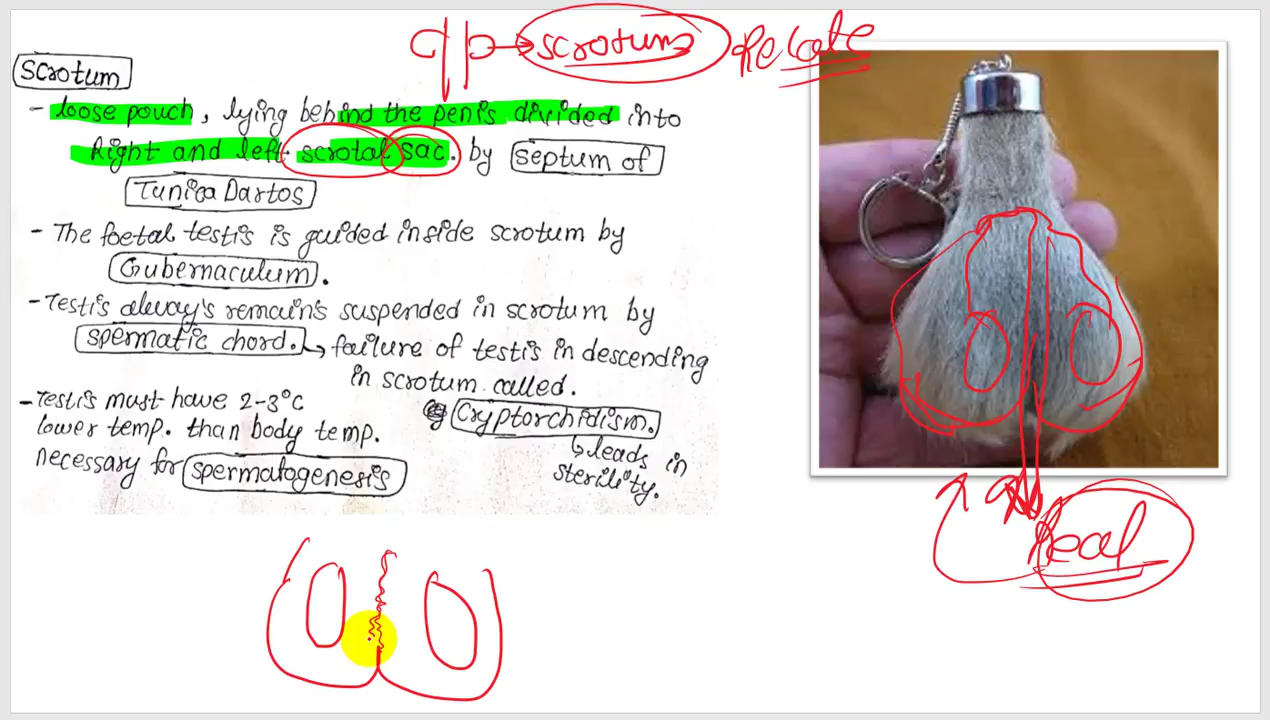 scrotum
Relate
Scrotum
- loose pouch, lying behind the penis divided into
Right and left scrotal sac. by septum of
Tunica Dartos
- The foetal testis is guided inside scrotum by
Gubernaculum.
- Testis alway's remain's suspended in scrotum by
spermatic chord. → failure of testis in descending
in scrotum called.
Cryptorchidism.
↳ leads in
sterility.
- Testis must have 2-3°C
lower temp. than body temp.
necessary for spermatogenesis
Real